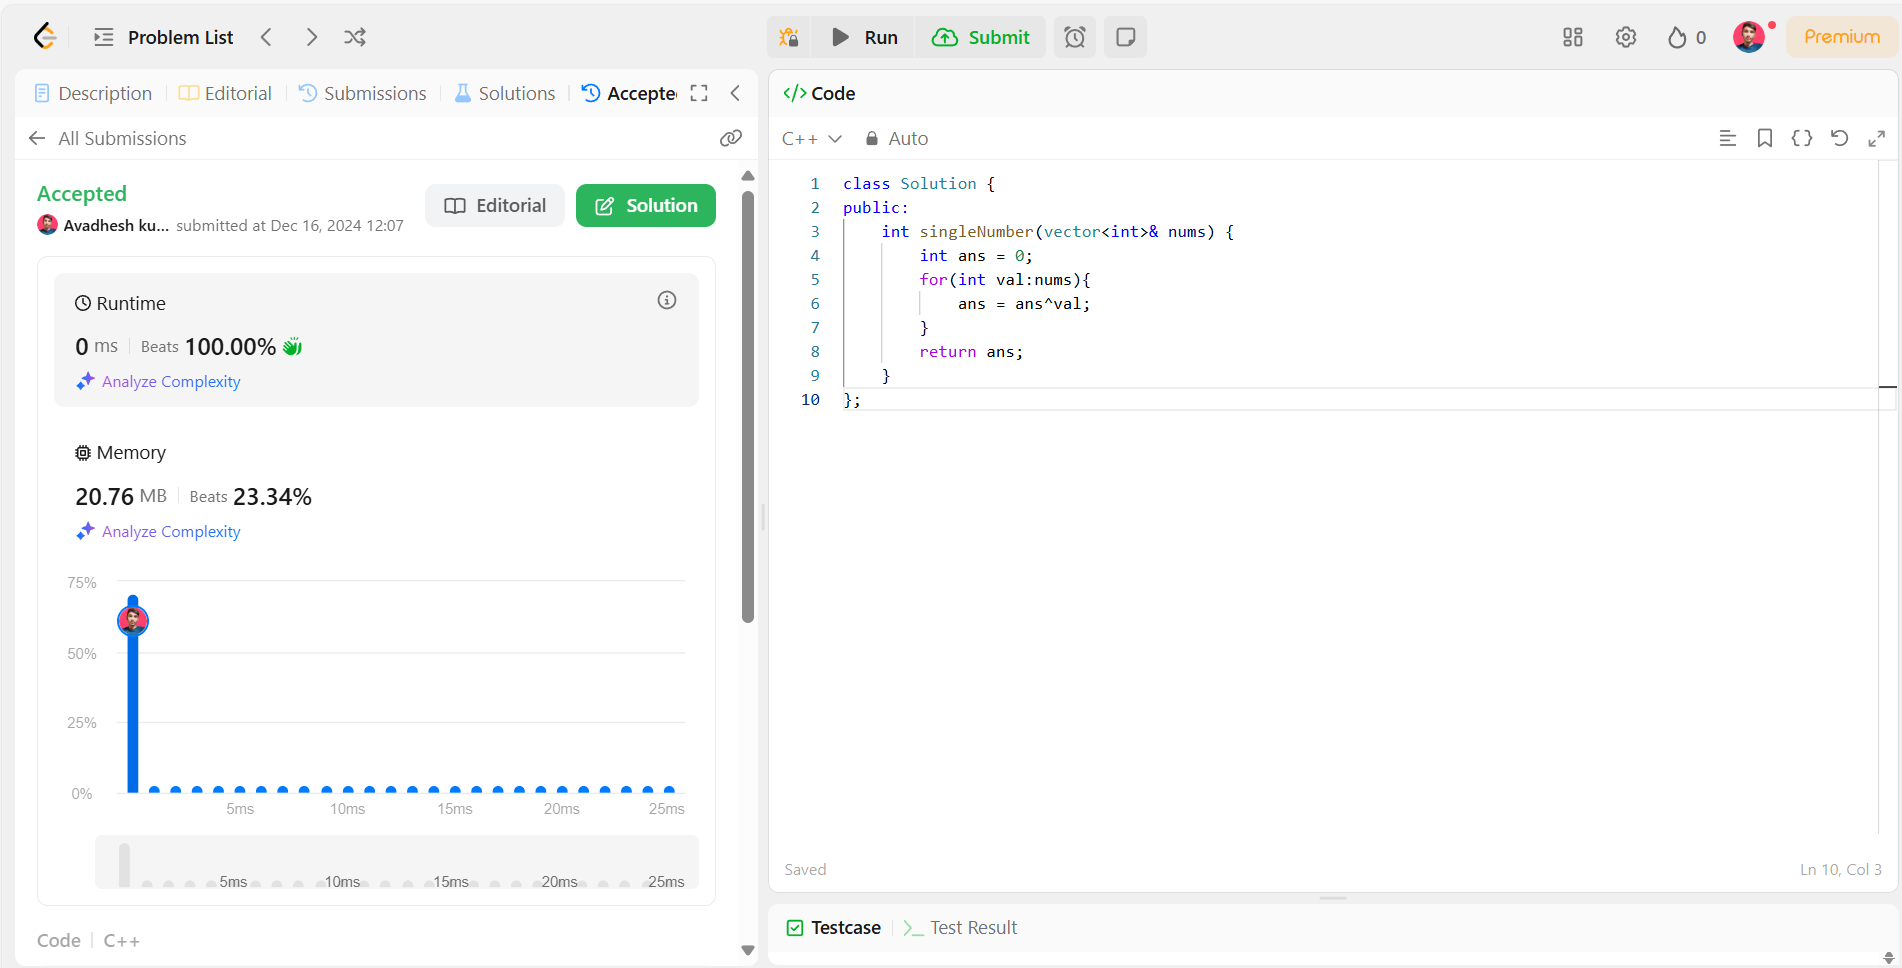 Problem List
Run
Submit
0
Premium
Description
Editorial
Submissions
Solutions
Accepte
All Submissions
Accepted
Avadhesh ku... submitted at Dec 16, 2024 12:07
Editorial
Solution
Runtime
0 ms Beats 100.00%
Analyze Complexity
Memory
20.76 MB Beats 23.34%
Analyze Complexity
75%
50%
25%
0%
5ms 10ms 15ms 20ms 25ms
5ms 10ms 15ms 20ms 25ms
Code C++
</> Code
C++ Auto
1 class Solution {
2 public:
3 int singleNumber(vector<int>& nums) {
4 int ans = 0;
5 for(int val:nums){
6 ans = ans^val;
7 }
8 return ans;
9 }
10 };
Saved
Ln 10, Col 3
Testcase
Test Result